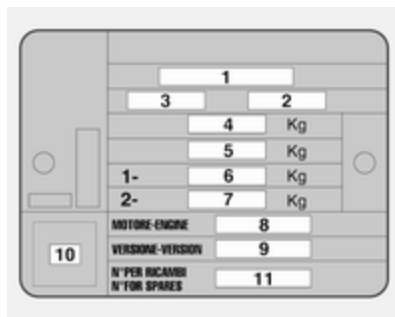 1
3 2
4 Kg
5 Kg
1- 6 Kg
2- 7 Kg
MOTORE-ENGINE 8
VERSIONE-VERSION 9
10
N°PER RICAMBI
N°FOR SPARES 11